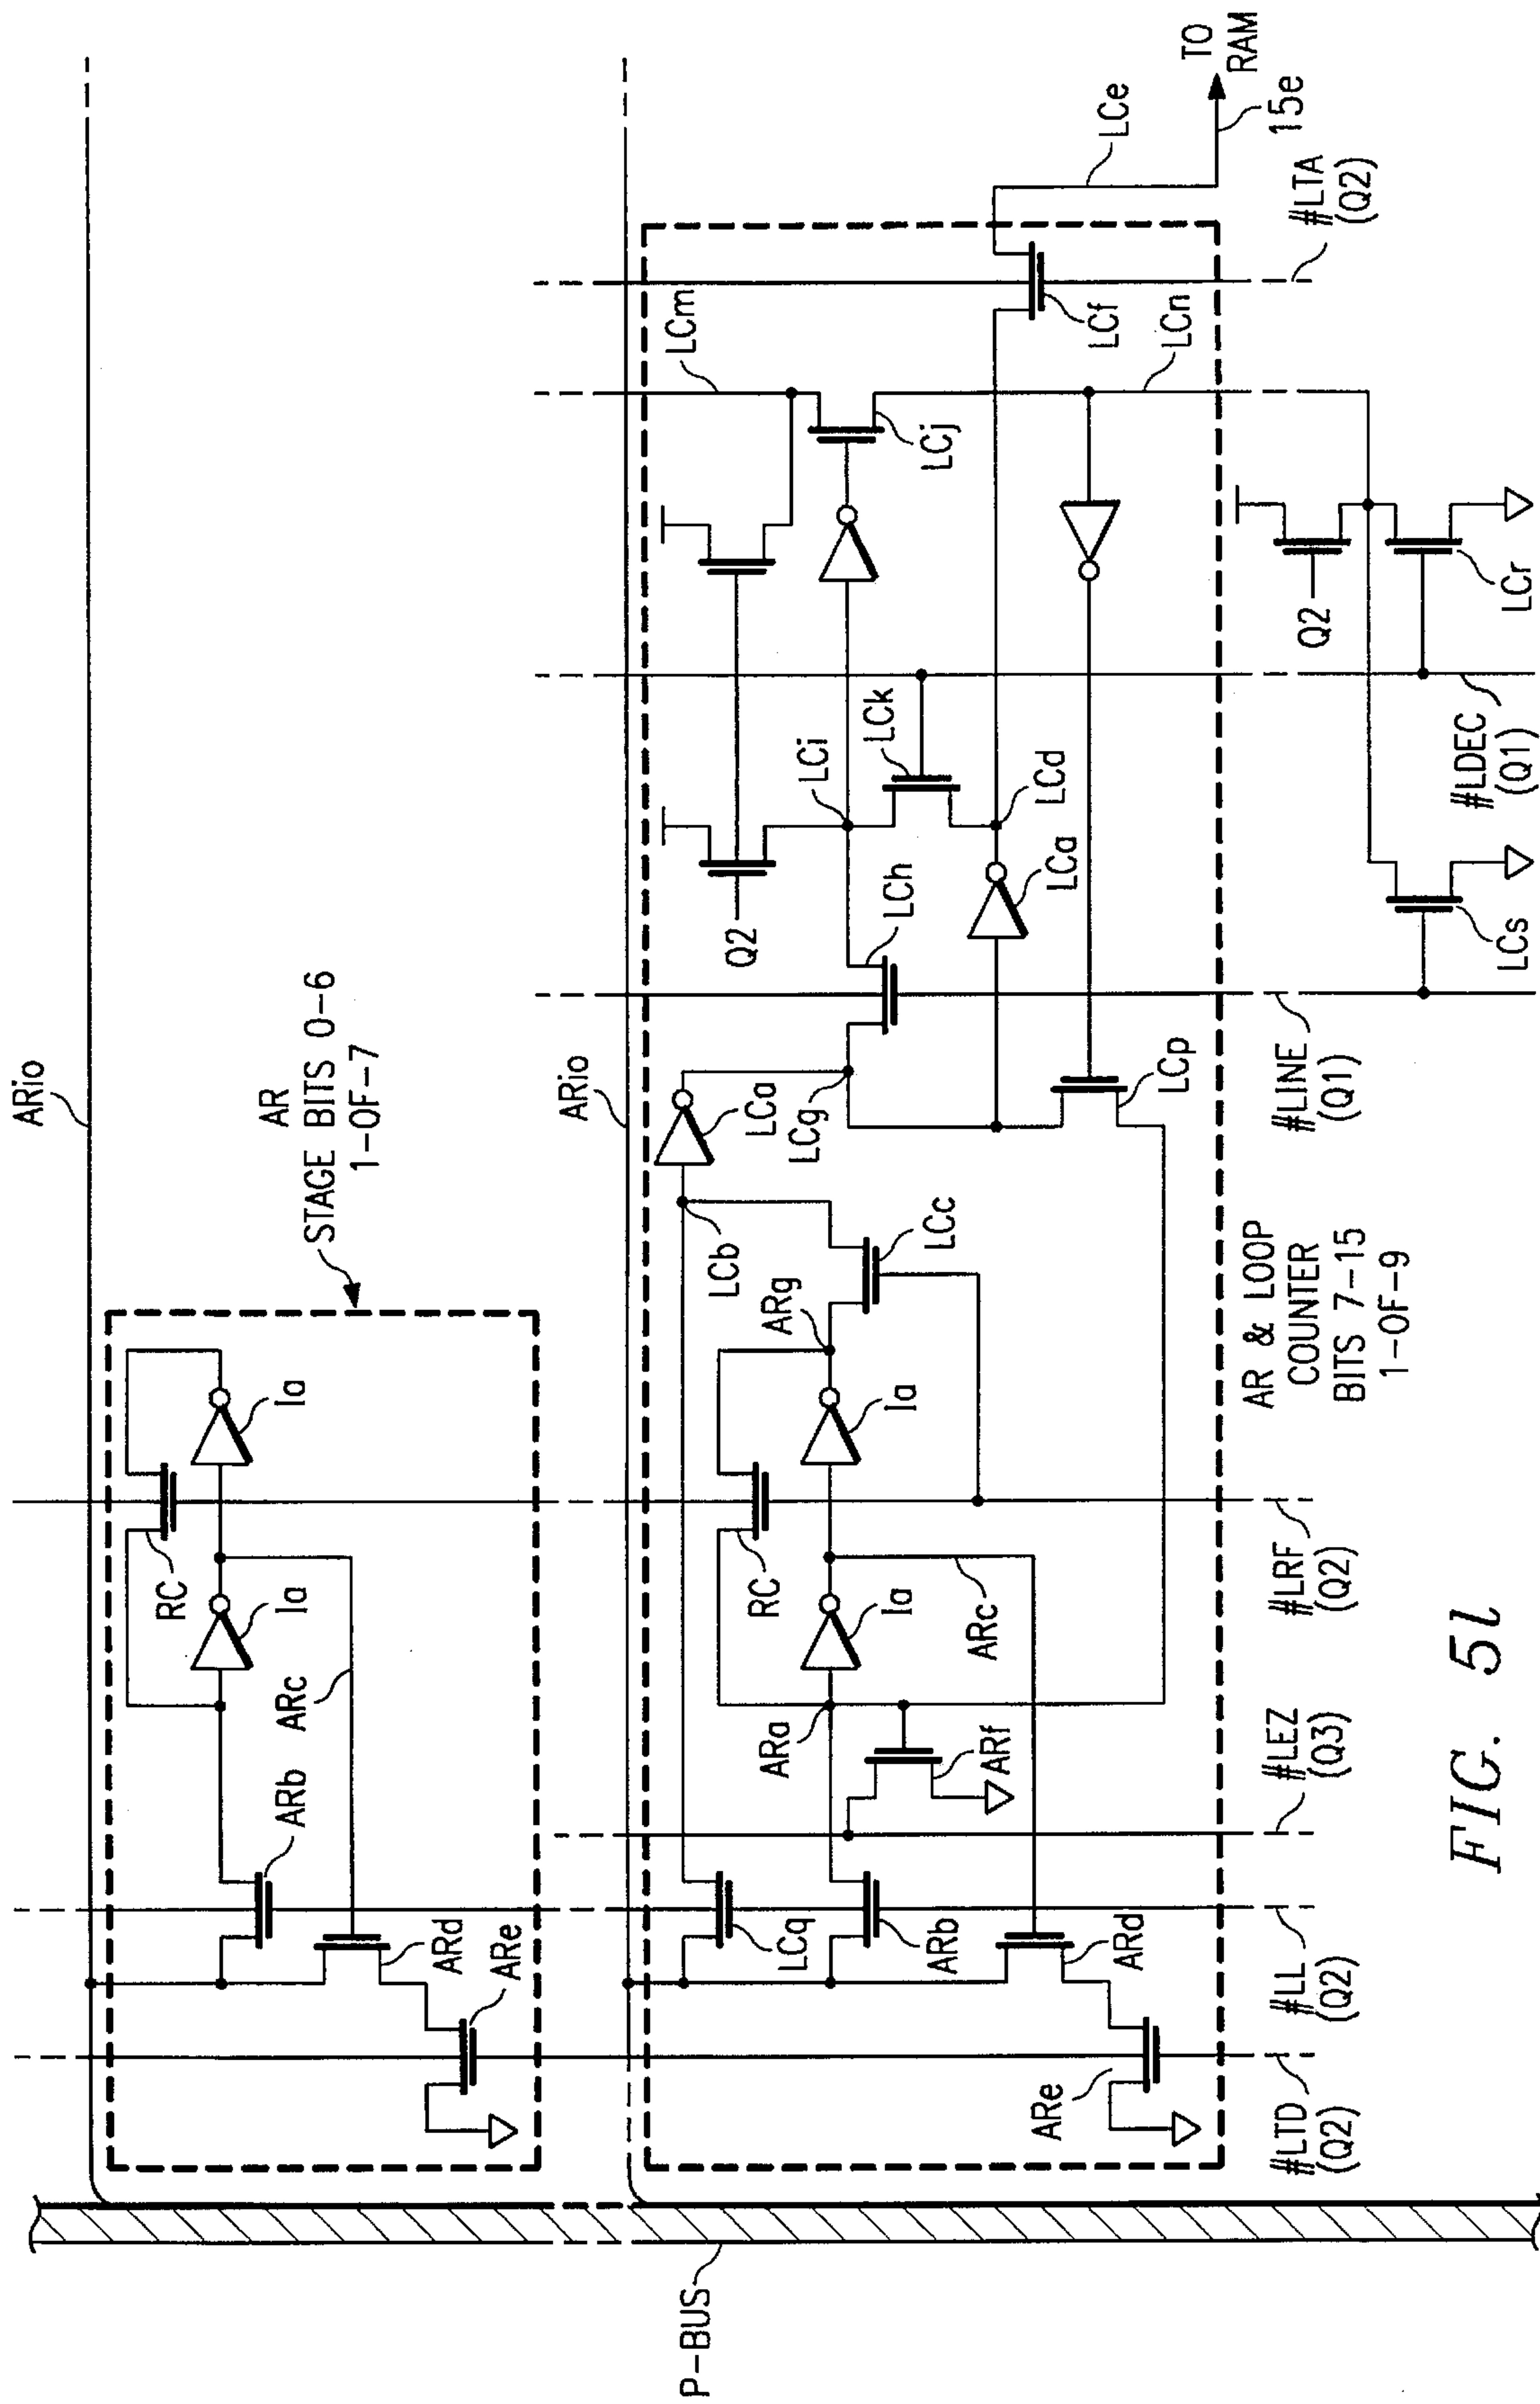 ARio
AR
STAGE BITS 0-6
1-OF-7
RC
Ia
Ia
ARb
ARc
ARd
ARe
P-BUS
ARio
LCa
LCb
LCg
LCh
Q2
LCi
LCk
LCd
LCa
LCm
LCj
LCf
LCn
LCe
TO
RAM
15e
RC
Ia
Ia
ARg
LCc
ARc
ARa
ARf
LCp
LCq
ARb
ARd
ARe
#LTD
(Q2)
#LL
(Q2)
#LEZ
(Q3)
#LRF
(Q2)
AR & LOOP
COUNTER
BITS 7-15
1-OF-9
#LINE
(Q1)
LCs
#LDEC
(Q1)
Q2
LCr
#LTA
(Q2)
FIG. 5l